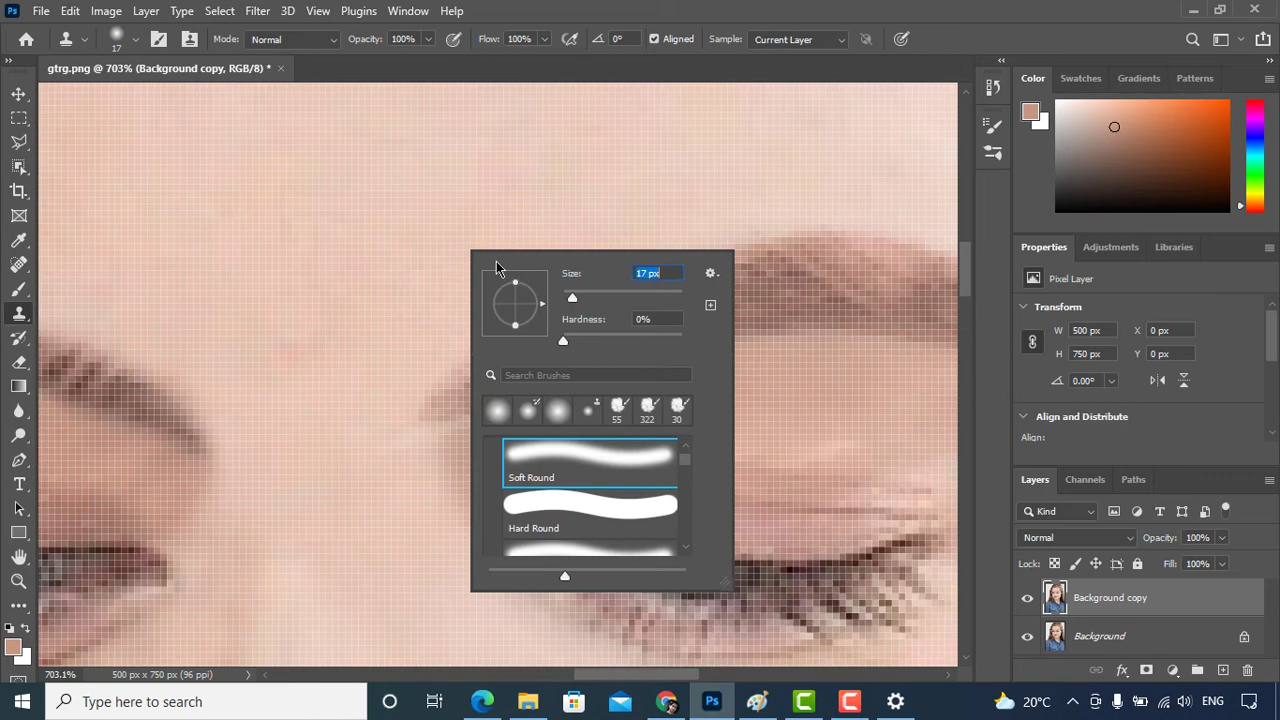 Ps File Edit Image Layer Type Select Filter 3D View Plugins Window Help
17 Mode: Normal Opacity: 100% Flow: 100% 0° Aligned Sample: Current Layer
gtrg.png @ 703% (Background copy, RGB/8) *
Color Swatches Gradients Patterns
Size: 17 px
Hardness: 0%
Search Brushes
55 322 30
Soft Round
Hard Round
Properties Adjustments Libraries
Pixel Layer
Transform
W 500 px X 0 px
H 750 px Y 0 px
0.00°
Align and Distribute
Align:
Layers Channels Paths
Kind
Normal Opacity: 100%
Lock: Fill: 100%
Background copy
Background
T
703.1% 500 px x 750 px (96 ppi)
Type here to search
Ps
20°C ENG